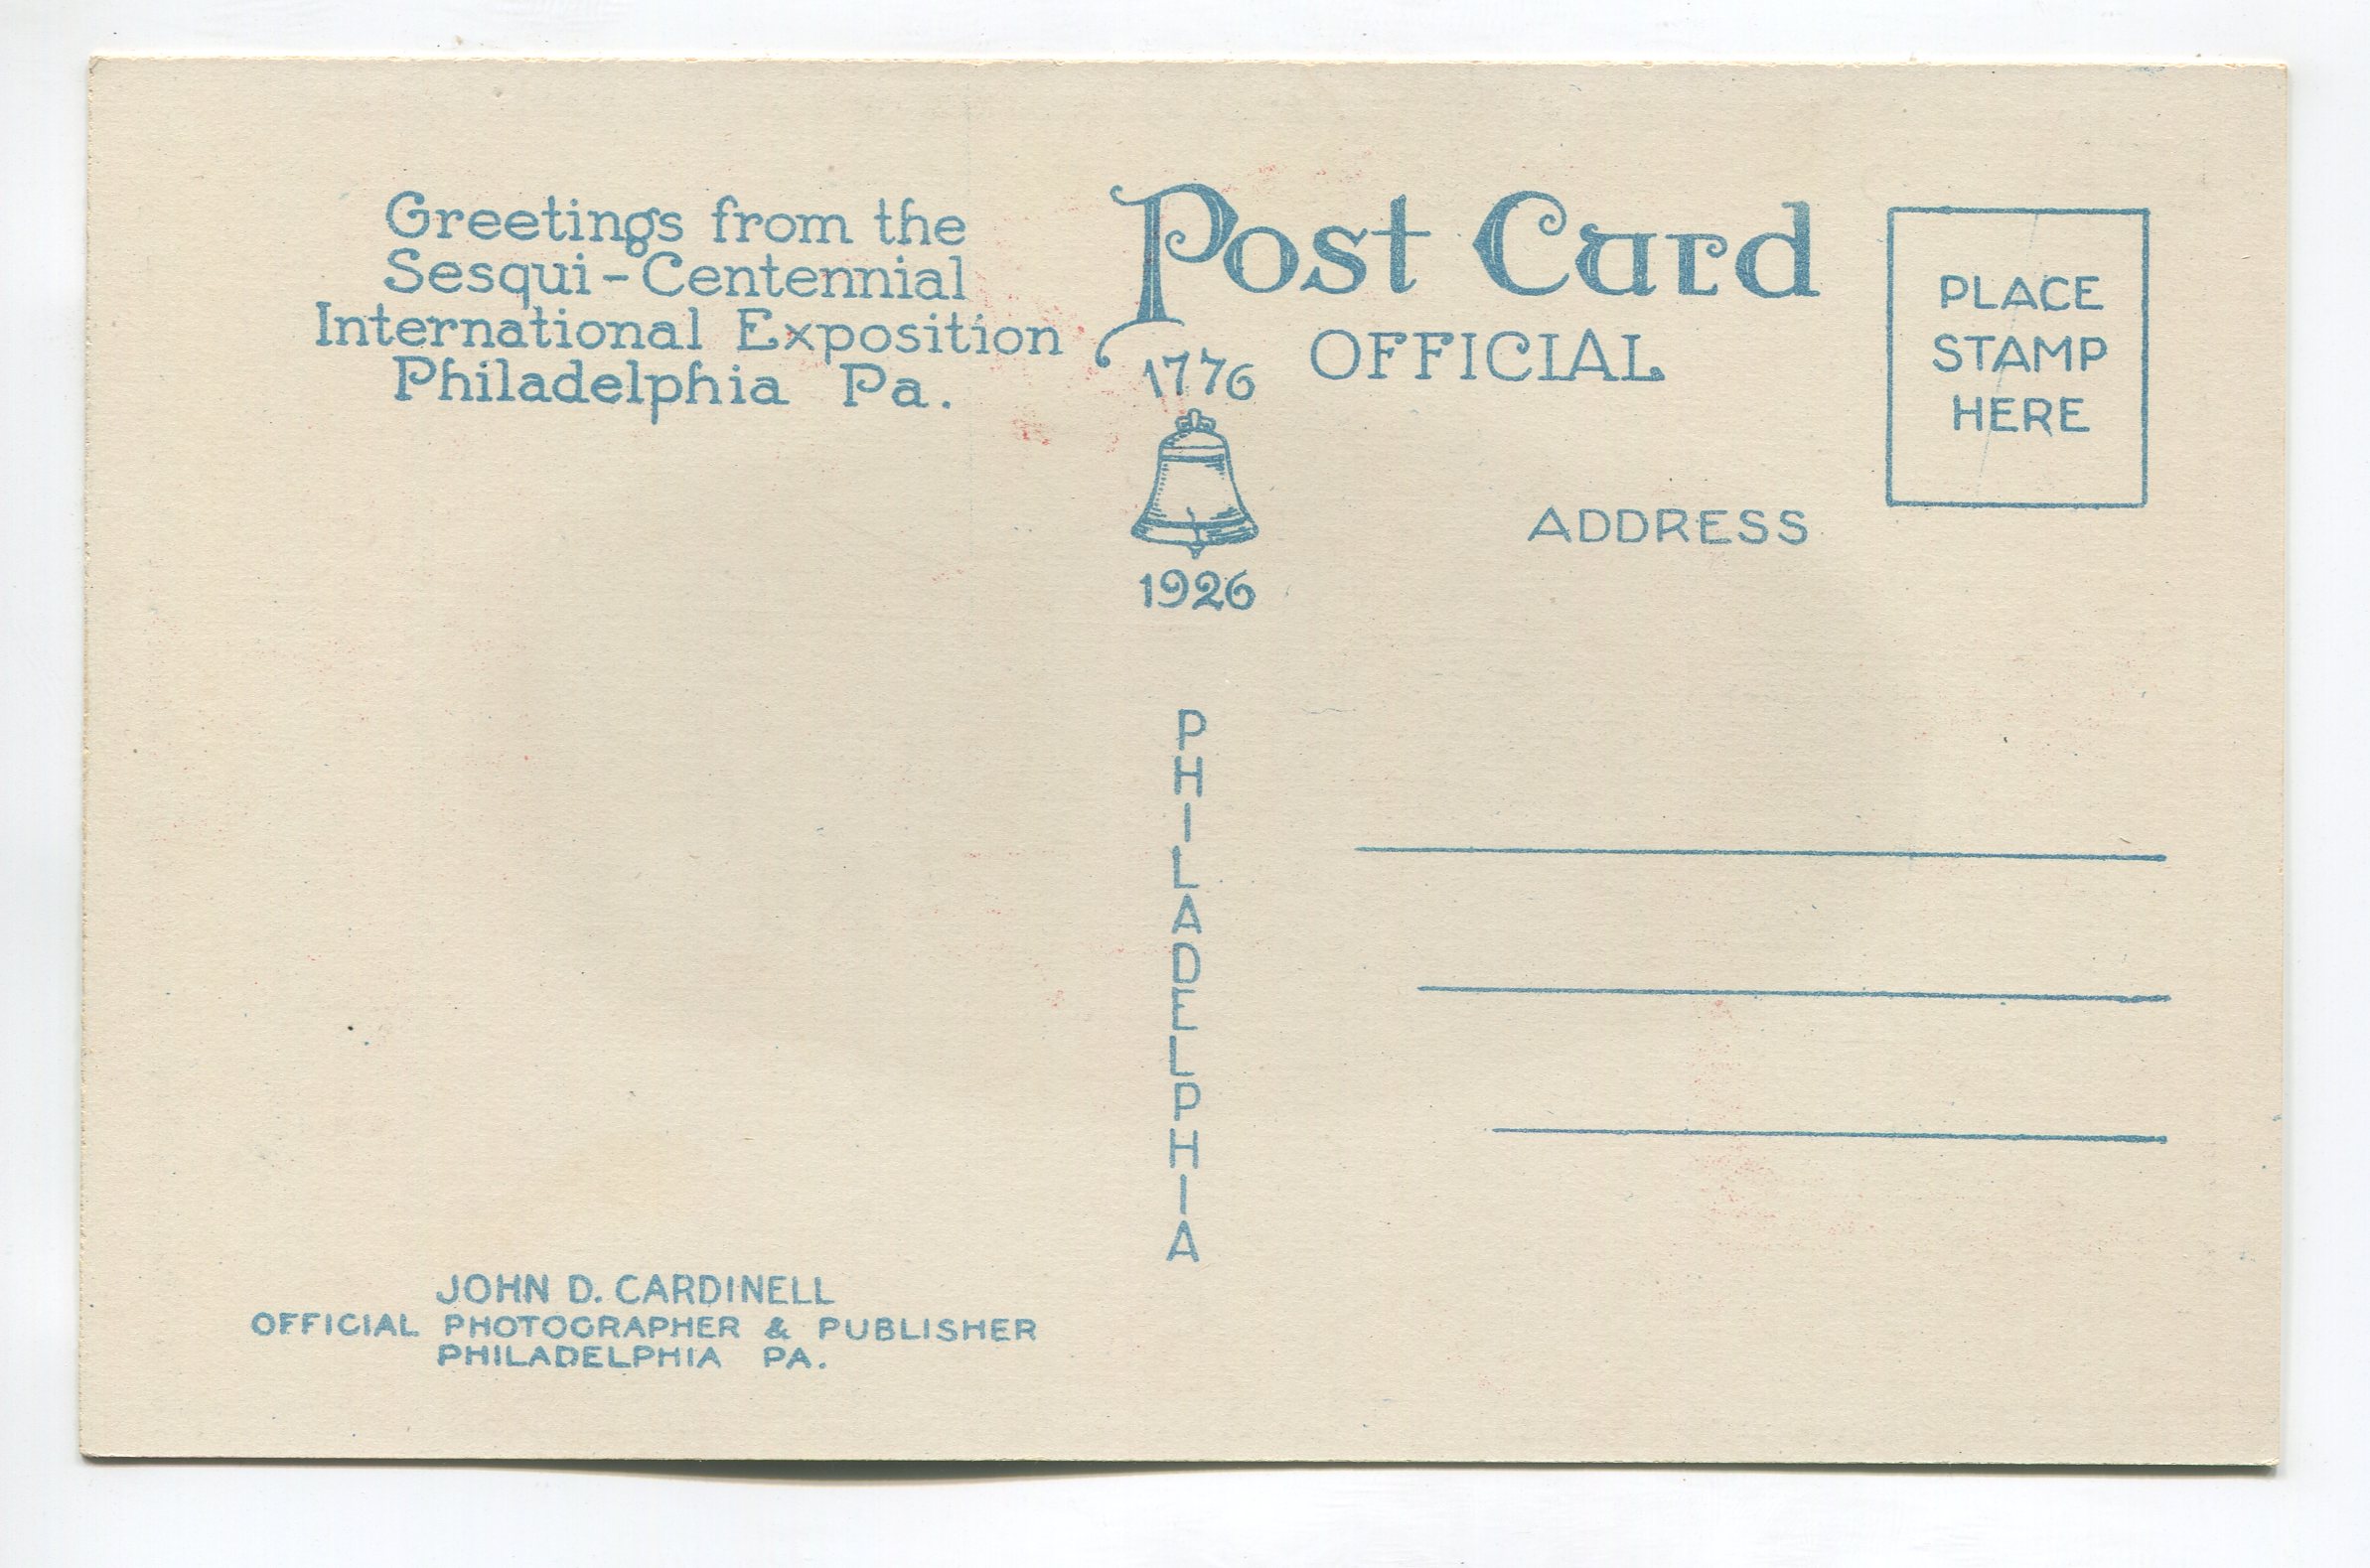 Greetings from the
Sesqui-Centennial
International Exposition
Philadelphia Pa.
Post Card
OFFICIAL
1776
1926
PLACE
STAMP
HERE
ADDRESS
PHILADELPHIA
JOHN D. CARDINELL
OFFICIAL PHOTOGRAPHER & PUBLISHER
PHILADELPHIA PA.